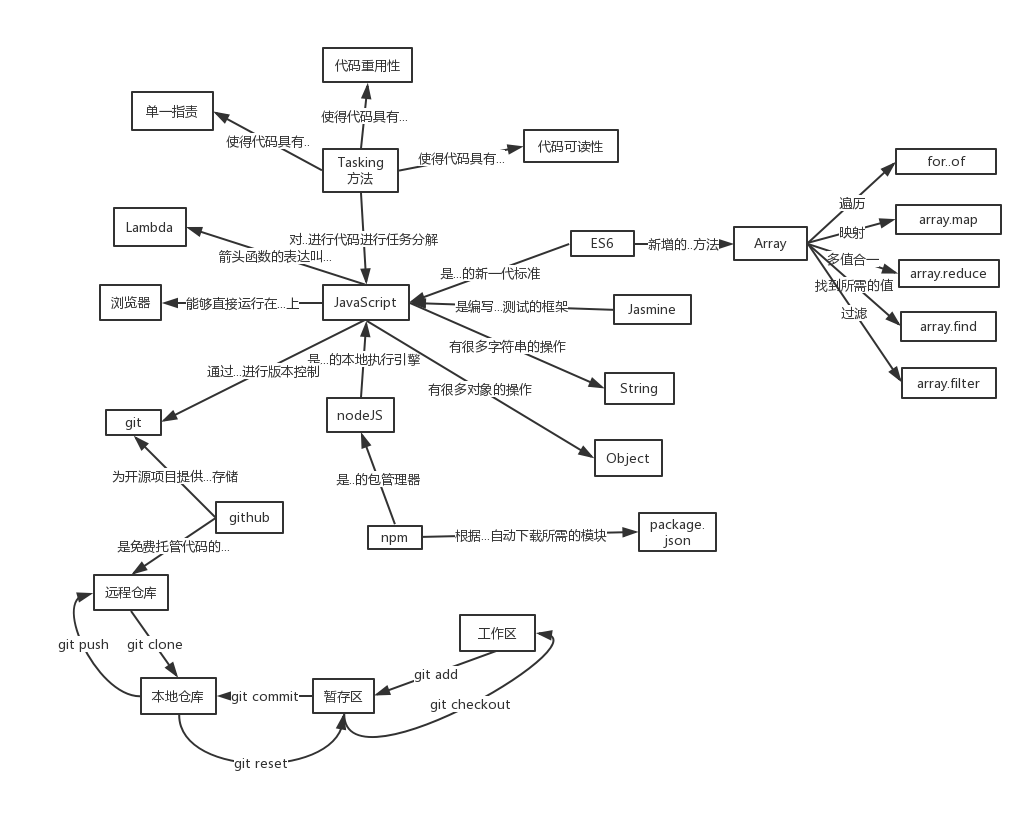 代码重用性
单一指责
使得代码具有...
使得代码具有..
代码可读性
使得代码具有...
Tasking
方法
for..of
遍历
Lambda
array.map
映射
对..进行代码进行任务分解
ES6
新增的..方法
Array
箭头函数的表达叫...
多值合一
是...的新一代标准
array.reduce
找到所需的值
浏览器
能够直接运行在...上
JavaScript
是编写...测试的框架
Jasmine
过滤
array.find
有很多字符串的操作
是...的本地执行引擎
通过...进行版本控制
有很多对象的操作
String
array.filter
git
nodeJS
Object
为开源项目提供...存储
是..的包管理器
github
package.
json
npm
根据...自动下载所需的模块
是免费托管代码的...
远程仓库
工作区
git push
git clone
git add
本地仓库
git commit
暂存区
git checkout
git reset